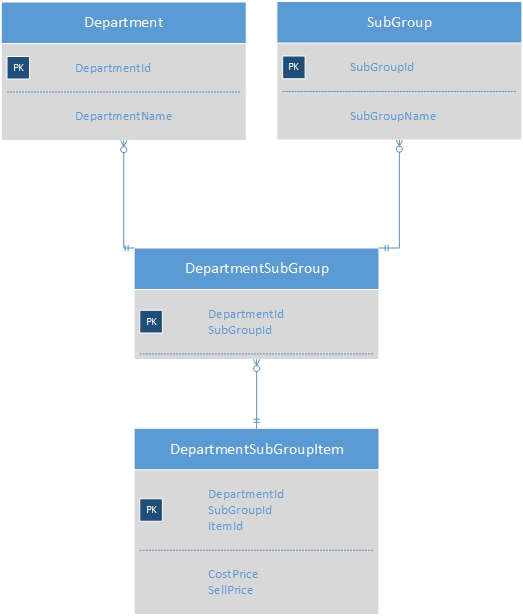 Department
PK
DepartmentId
DepartmentName
SubGroup
PK
SubGroupId
SubGroupName
DepartmentSubGroup
PK
DepartmentId
SubGroupId
DepartmentSubGroupItem
PK
DepartmentId
SubGroupId
ItemId
CostPrice
SellPrice